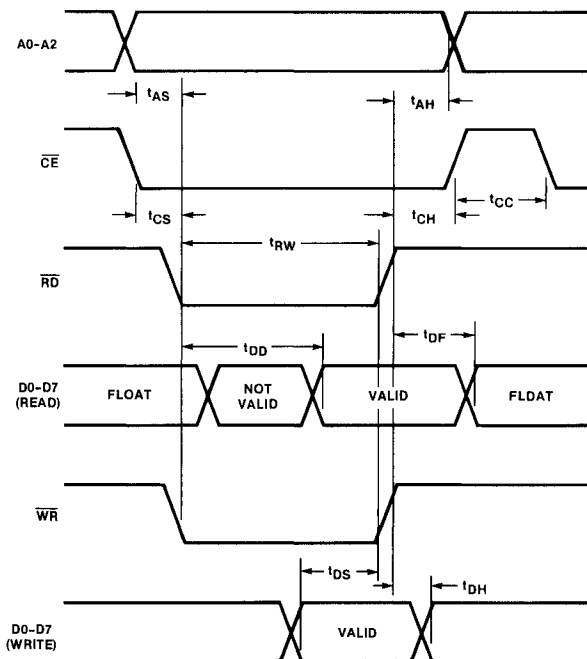 A0–A2
tAS
tAH
CE
tCS
tCH
tCC
tRW
RD
tDD
tDF
D0–D7
(READ)
FLOAT
NOT
VALID
VALID
FLDAT
WR
tDS
tDH
D0–D7
(WRITE)
VALID